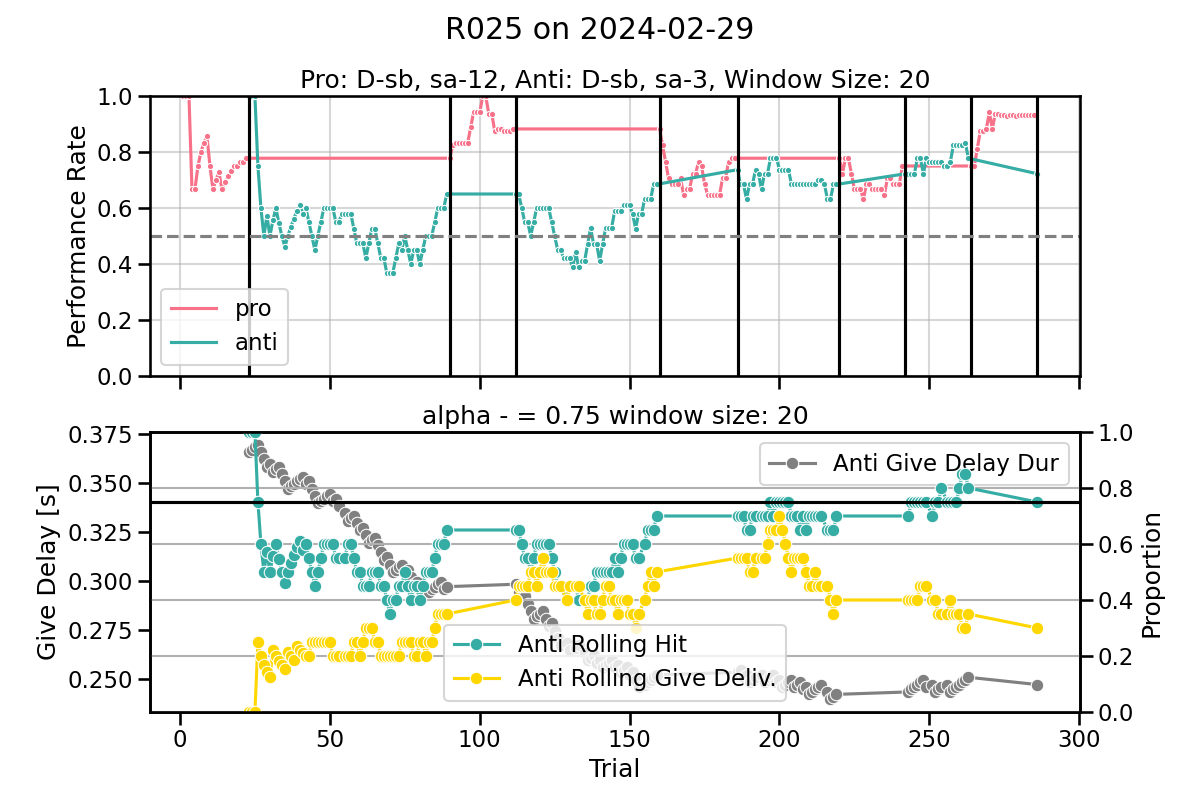 R025 on 2024-02-29
Pro: D-sb, sa-12, Anti: D-sb, sa-3, Window Size: 20
1.0
0.8
0.6
0.4
0.2
0.0
Performance Rate
pro
anti
alpha - = 0.75 window size: 20
0.375
0.350
0.325
0.300
0.275
0.250
Give Delay [s]
Anti Give Delay Dur
Anti Rolling Hit
Anti Rolling Give Deliv.
1.0
0.8
0.6
0.4
0.2
0.0
Proportion
0 50 100 150 200 250 300
Trial